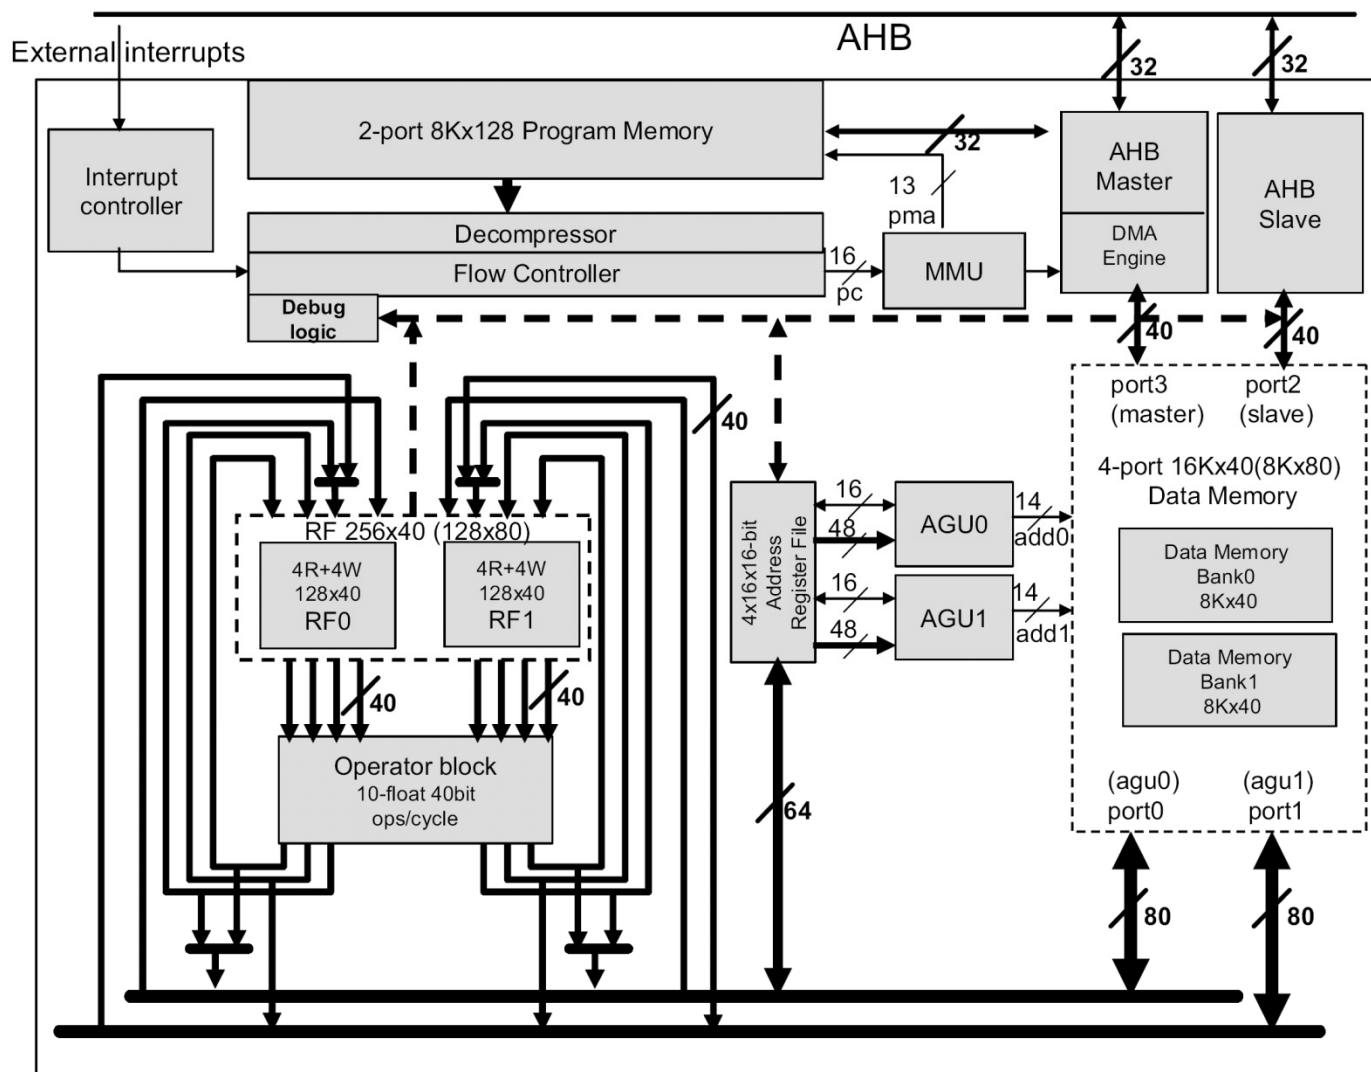 AHB
External interrupts
32
32
2-port 8Kx128 Program Memory
32
Interrupt
controller
AHB
Master
AHB
Slave
13
pma
Decompressor
DMA
Engine
Flow Controller
16
pc
MMU
Debug
logic
40
40
port3
(master)
port2
(slave)
40
4-port 16Kx40(8Kx80)
Data Memory
RF 256x40 (128x80)
4R+4W
128x40
RF0
4R+4W
128x40
RF1
4x16x16-bit
Address
Register File
16
48
AGU0
14
add0
16
48
AGU1
14
add1
Data Memory
Bank0
8Kx40
Data Memory
Bank1
8Kx40
40
40
Operator block
10-float 40bit
ops/cycle
64
(agu0)
port0
(agu1)
port1
80
80